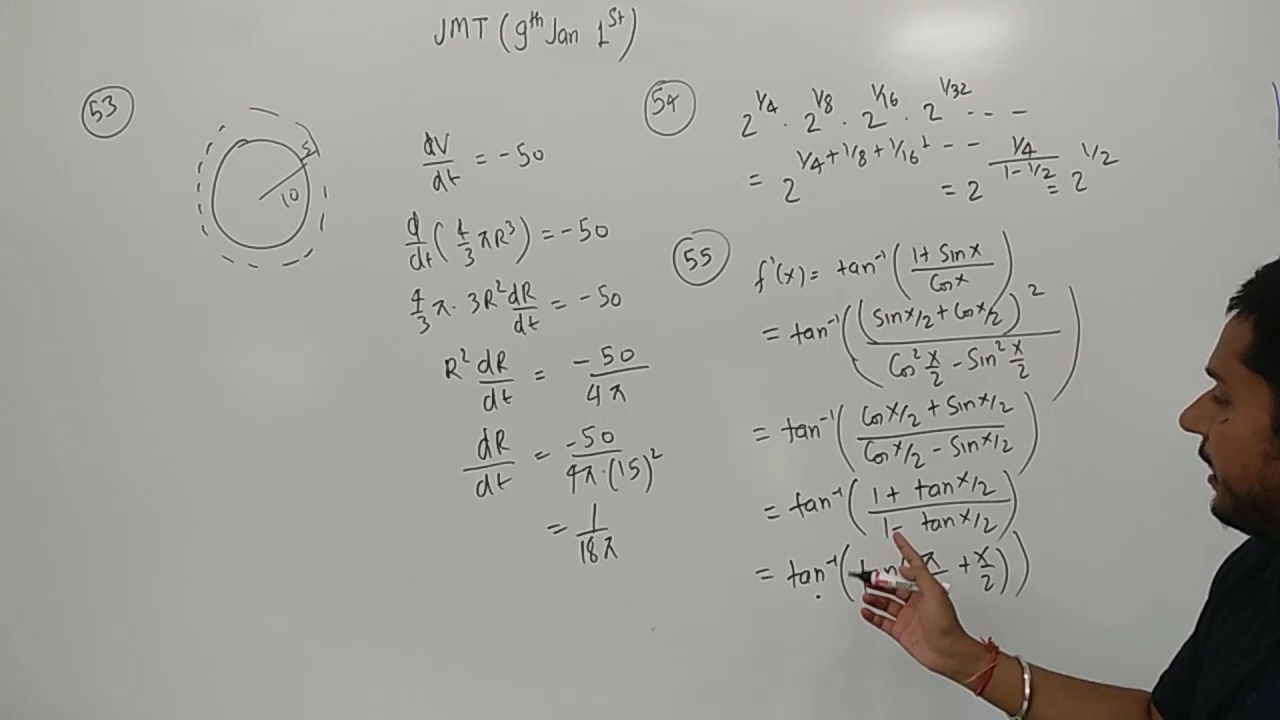 JMT (9th Jan 1st)
53
5
10
dV/dt = -50
d/dt (4/3 πR³) = -50
4/3 π · 3R² dR/dt = -50
R² dR/dt = -50/4π
dR/dt = -50/4π·(15)²
= 1/18π
54
2^1/4 · 2^1/8 · 2^1/16 · 2^1/32 - - -
= 2^(1/4 + 1/8 + 1/16 + - -) = 2^((1/4)/(1 - 1/2)) = 2^1/2
55
f'(x) = tan⁻¹ ((1 + Sinx)/Cosx)
= tan⁻¹ ((Sin x/2 + Cos x/2)²/(Cos² x/2 - Sin² x/2))
= tan⁻¹ ((Cos x/2 + Sin x/2)/(Cos x/2 - Sin x/2))
= tan⁻¹ ((1 + tan x/2)/(1 - tan x/2))
= tan⁻¹ ( π + x/2))